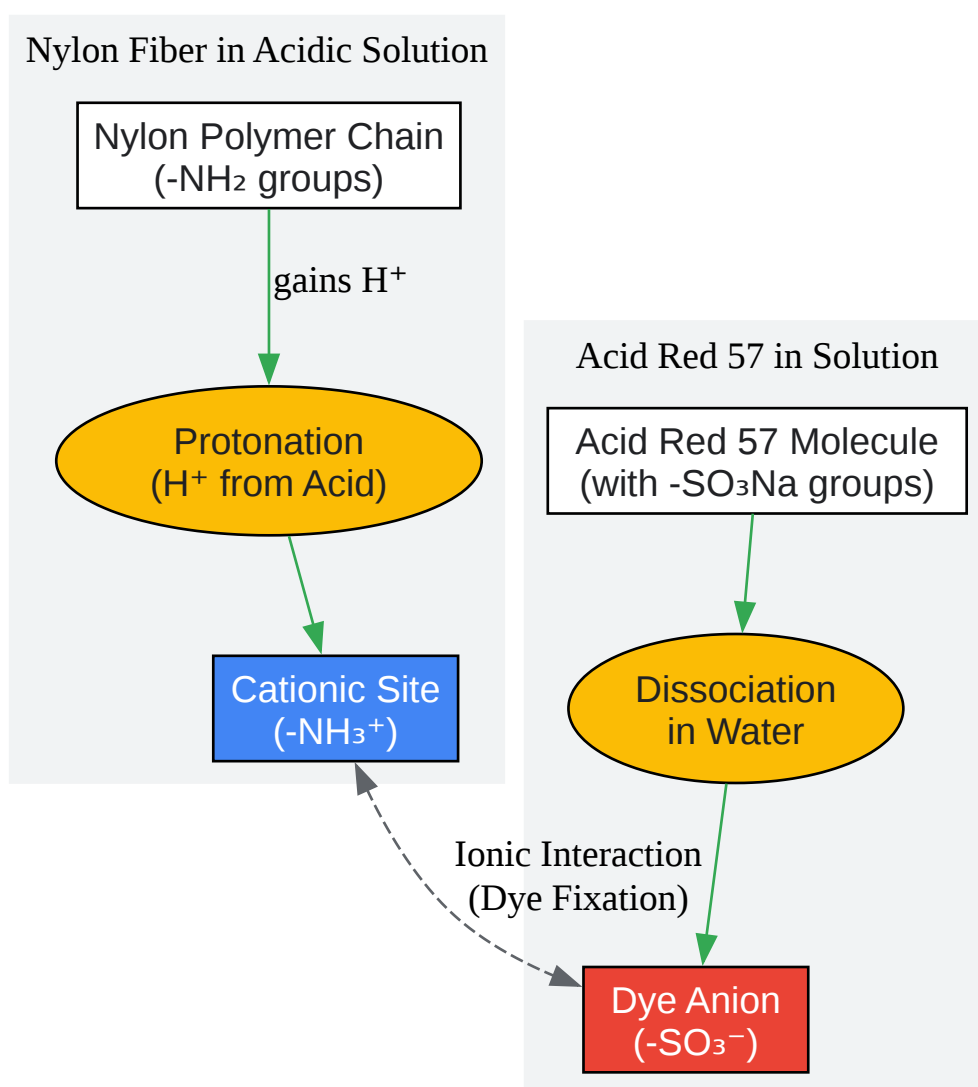 Nylon Fiber in Acidic Solution
Nylon Polymer Chain
(-NH₂ groups)
gains H⁺
Protonation
(H⁺ from Acid)
Cationic Site
(-NH₃⁺)
Acid Red 57 in Solution
Acid Red 57 Molecule
(with -SO₃Na groups)
Dissociation
in Water
Ionic Interaction
(Dye Fixation)
Dye Anion
(-SO₃⁻)